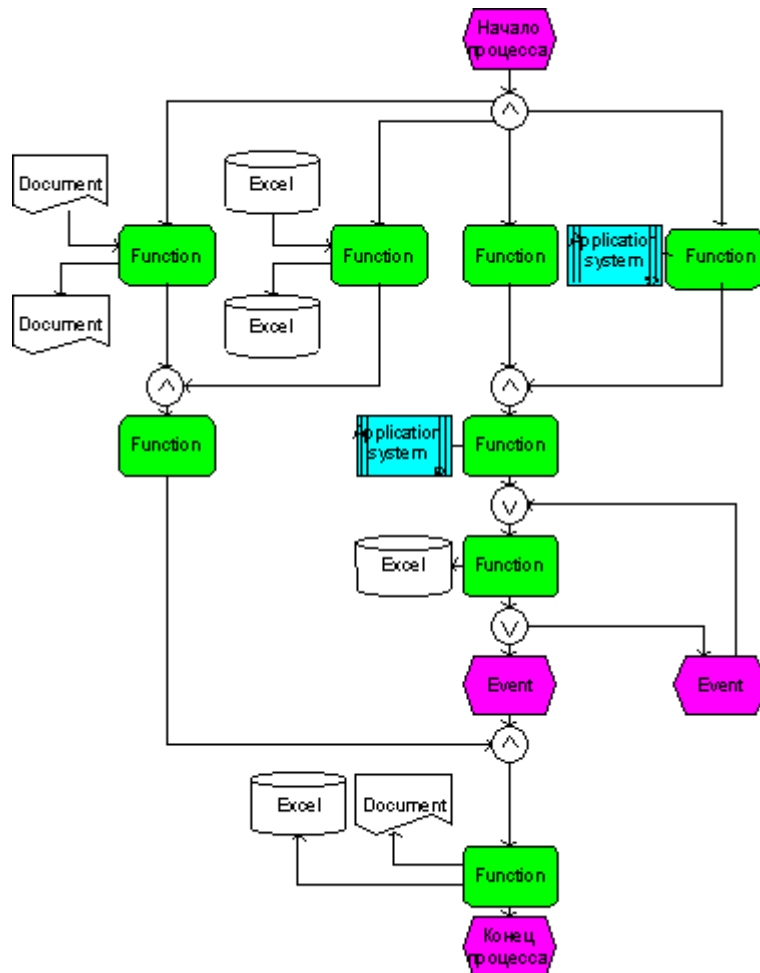 Начало
процесса
^
Document
Excel
Function
Function
Function
Application
system
Function
Document
Excel
^
^
Function
Application
system
Function
v
Excel
Function
v
Event
Event
^
Excel
Document
Function
Конец
процесса